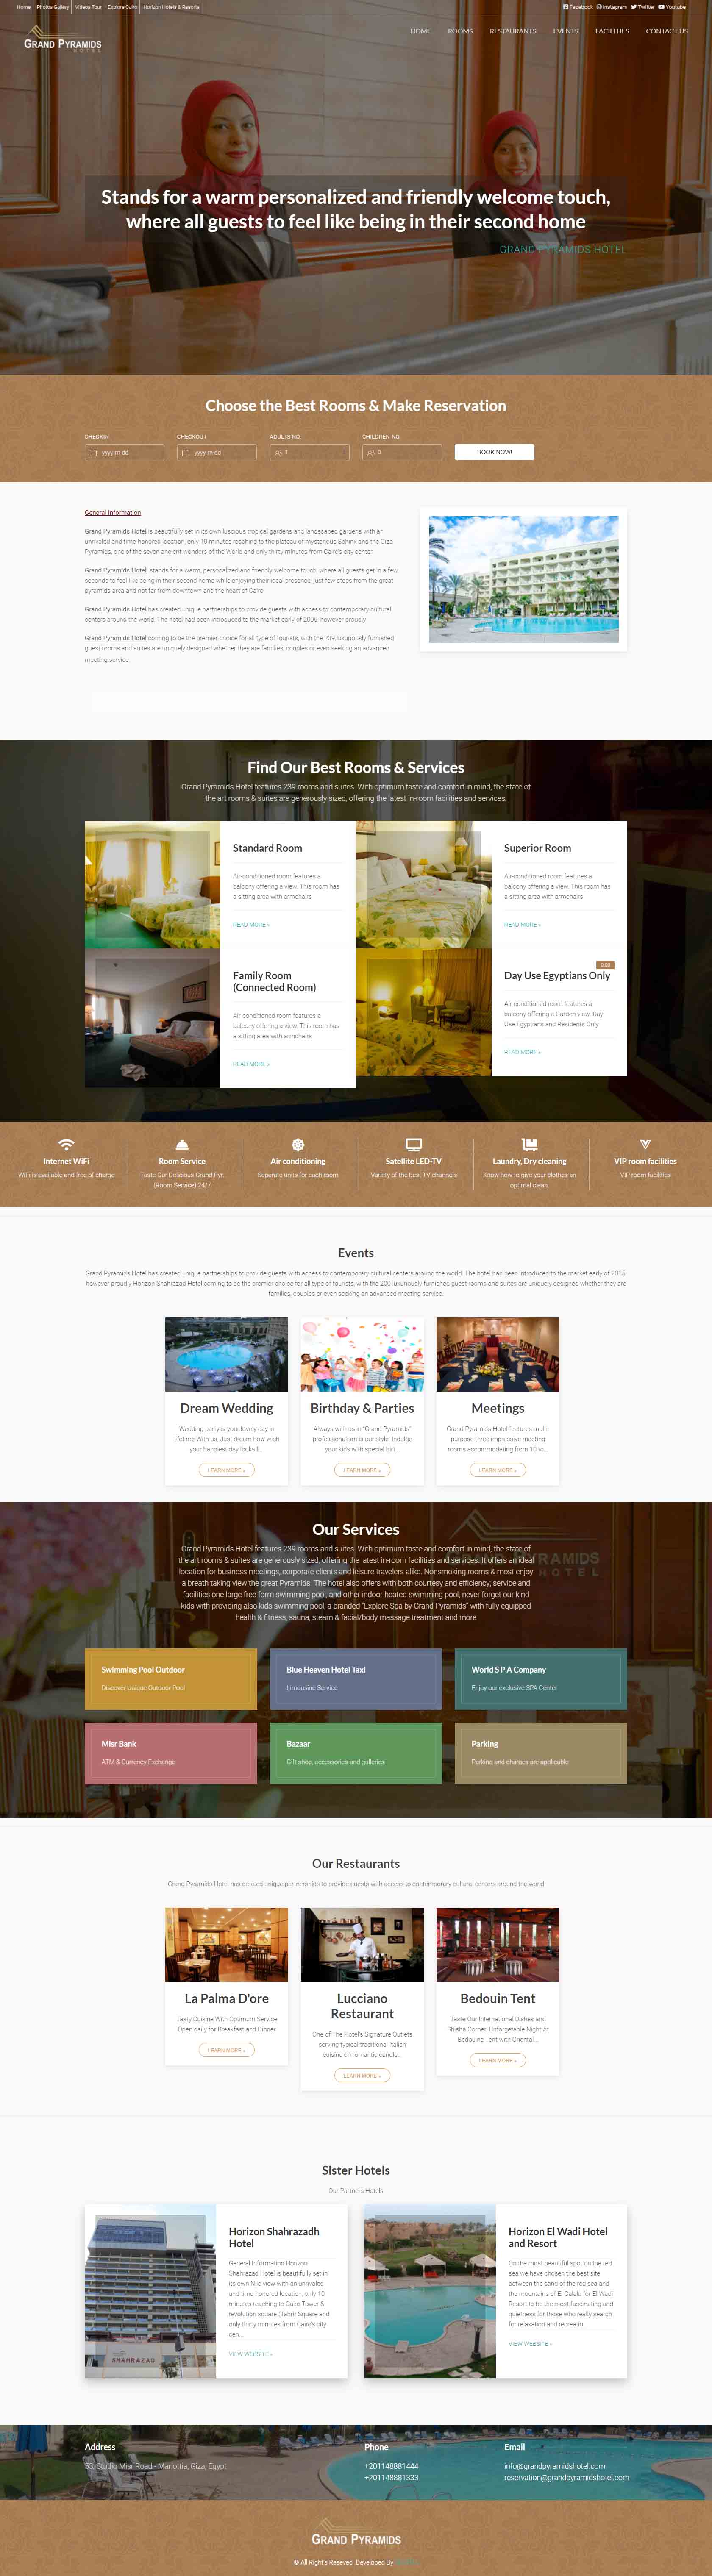 Home Photos Gallery Videos Tour Explore Cairo Horizon Hotels & Resorts
Facebook Instagram Twitter Youtube
GRAND PYRAMIDS
HOTEL
HOME ROOMS RESTAURANTS EVENTS FACILITIES CONTACT US
Stands for a warm personalized and friendly welcome touch,
where all guests to feel like being in their second home
GRAND PYRAMIDS HOTEL
Choose the Best Rooms & Make Reservation
CHECKIN
yyyy-m-dd
CHECKOUT
yyyy-m-dd
ADULTS NO.
1
CHILDREN NO.
0
BOOK NOW!
General Information
Grand Pyramids Hotel is beautifully set in its own luscious tropical gardens and landscaped gardens with an
unrivaled and time-honored location, only 10 minutes reaching to the plateau of mysterious Sphinx and the Giza
Pyramids, one of the seven ancient wonders of the World and only thirty minutes from Cairo's city center.
Grand Pyramids Hotel stands for a warm, personalized and friendly welcome touch, where all guests get in a few
seconds to feel like being in their second home while enjoying their ideal presence, just few steps from the great
pyramids area and not far from downtown and the heart of Cairo.
Grand Pyramids Hotel has created unique partnerships to provide guests with access to contemporary cultural
centers around the world. The hotel had been introduced to the market early of 2006, however proudly
Grand Pyramids Hotel coming to be the premier choice for all type of tourists, with the 239 luxuriously furnished
guest rooms and suites are uniquely designed whether they are families, couples or even seeking an advanced
meeting service.
Find Our Best Rooms & Services
Grand Pyramids Hotel features 239 rooms and suites. With optimum taste and comfort in mind, the state of
the art rooms & suites are generously sized, offering the latest in-room facilities and services.
Standard Room
Air-conditioned room features a
balcony offering a view. This room has
a sitting area with armchairs
READ MORE »
Superior Room
Air-conditioned room features a
balcony offering a view. This room has
a sitting area with armchairs
READ MORE »
Family Room
(Connected Room)
Air-conditioned room features a
balcony offering a view. This room has
a sitting area with armchairs
READ MORE »
0.00
Day Use Egyptians Only
Air-conditioned room features a
balcony offering a Garden view. Day
Use Egyptians and Residents Only
READ MORE »
Internet WiFi
WiFi is available and free of charge
Room Service
Taste Our Delicious Grand Pyr.
(Room Service) 24/7
Air conditioning
Separate units for each room
Satellite LED-TV
Variety of the best TV channels
Laundry, Dry cleaning
Know how to give your clothes an
optimal clean.
VIP room facilities
VIP room facilities
Events
Grand Pyramids Hotel has created unique partnerships to provide guests with access to contemporary cultural centers around the world. The hotel had been introduced to the market early of 2015,
however proudly Horizon Shahrazad Hotel coming to be the premier choice for all type of tourists, with the 200 luxuriously furnished guest rooms and suites are uniquely designed whether they are
families, couples or even seeking an advanced meeting service.
Dream Wedding
Wedding party is your lovely day in
lifetime With us, Just dream how wish
your happiest day looks li...
LEARN MORE »
Birthday & Parties
Always with us in "Grand Pyramids"
professionalism is our style. Indulge
your kids with special birt...
LEARN MORE »
Meetings
Grand Pyramids Hotel features multi-
purpose three impressive meeting
rooms accommodating from 10 to...
LEARN MORE »
Our Services
Grand Pyramids Hotel features 239 rooms and suites. With optimum taste and comfort in mind, the state of
the art rooms & suites are generously sized, offering the latest in-room facilities and services. It offers an ideal
location for business meetings, corporate clients and leisure travelers alike. Nonsmoking rooms & most enjoy
a breath taking view the great Pyramids. The hotel also offers with both courtesy and efficiency; service and
facilities one large free form swimming pool, and other indoor heated swimming pool, never forget our kind
kids with providing also kids swimming pool, a branded "Explore Spa by Grand Pyramids" with fully equipped
health & fitness, sauna, steam & facial/body massage treatment and more
Swimming Pool Outdoor
Discover Unique Outdoor Pool
Blue Heaven Hotel Taxi
Limousine Service
World S P A Company
Enjoy our exclusive SPA Center
Misr Bank
ATM & Currency Exchange
Bazaar
Gift shop, accessories and galleries
Parking
Parking and charges are applicable
Our Restaurants
Grand Pyramids Hotel has created unique partnerships to provide guests with access to contemporary cultural centers around the world
La Palma D'ore
Tasty Cuisine With Optimum Service
Open daily for Breakfast and Dinner
LEARN MORE »
Lucciano
Restaurant
One of The Hotel's Signature Outlets
serving typical traditional Italian
cuisine on romantic candle...
LEARN MORE »
Bedouin Tent
Taste Our International Dishes and
Shisha Corner. Unforgetable Night At
Bedouine Tent with Oriental...
LEARN MORE »
Sister Hotels
Our Partners Hotels
SHAHRAZAD
Horizon Shahrazadh
Hotel
General Information Horizon
Shahrazad Hotel is beautifully set in
its own Nile view with an unrivaled
and time-honored location, only 10
minutes reaching to Cairo Tower &
revolution square (Tahrir Square and
only thirty minutes from Cairo's city
cen...
VIEW WEBSITE »
Horizon El Wadi Hotel
and Resort
On the most beautiful spot on the red
sea we have chosen the best site
between the sand of the red sea and
the mountains of El Galala for El Wadi
Resort to be the most fascinating and
quietness for those who really search
for relaxation and recreatio...
VIEW WEBSITE »
Address
53, Studio Misr Road - Mariottia, Giza, Egypt
Phone
+201148881444
+201148881333
Email
info@grandpyramidshotel.com
reservation@grandpyramidshotel.com
GRAND PYRAMIDS
HOTEL
© All Right's Reseved Developed By